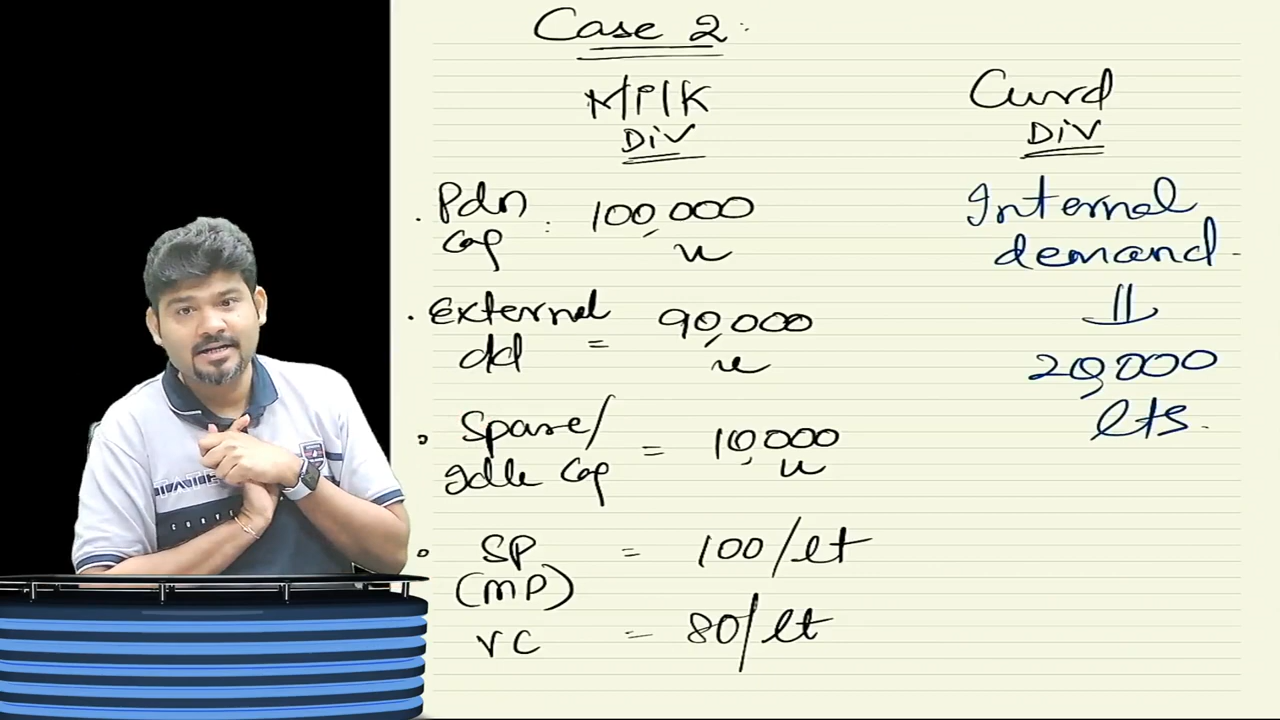 Case 2:
Milk
Div
Curd
Div
. Pdn
Cap : 100,000
u
. External
dd = 90,000
u
. Spare/
Idle Cap = 10,000
u
. SP = 100/lt
(MP)
VC = 80/lt
Internal
demand.
⇓
20,000
lts.